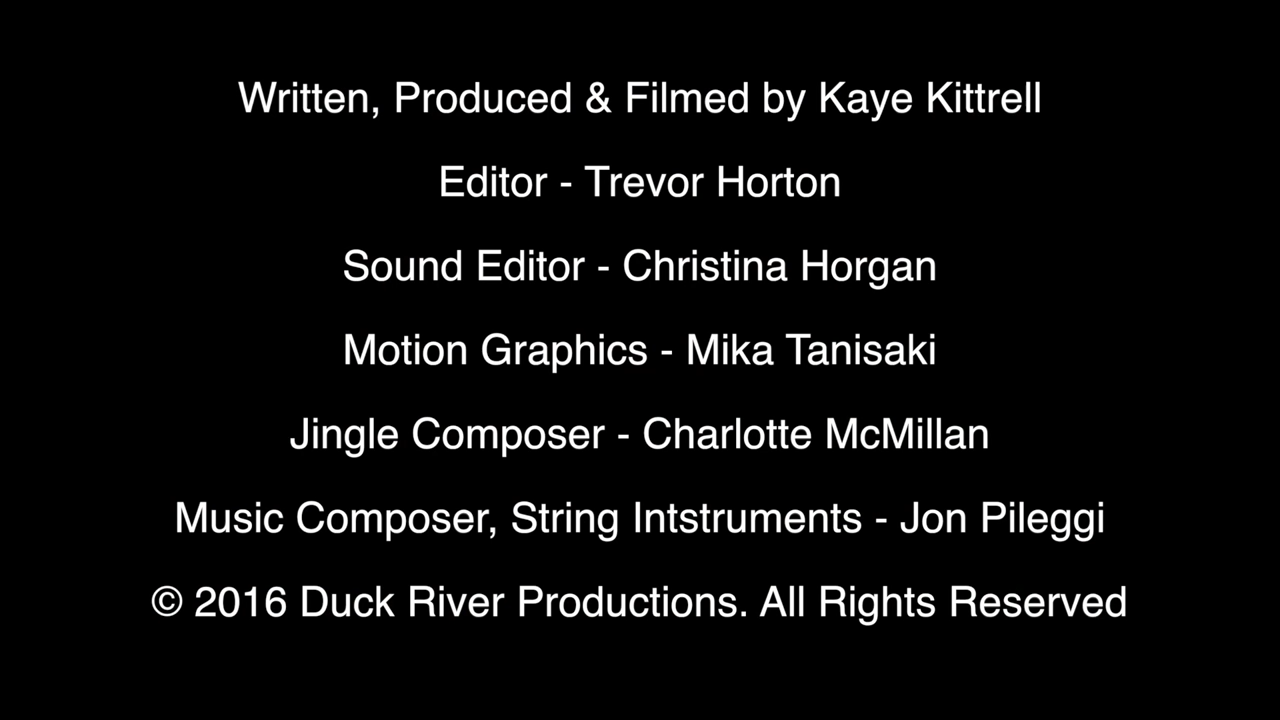 Written, Produced & Filmed by Kaye Kittrell
Editor - Trevor Horton
Sound Editor - Christina Horgan
Motion Graphics - Mika Tanisaki
Jingle Composer - Charlotte McMillan
Music Composer, String Intstruments - Jon Pileggi
© 2016 Duck River Productions. All Rights Reserved